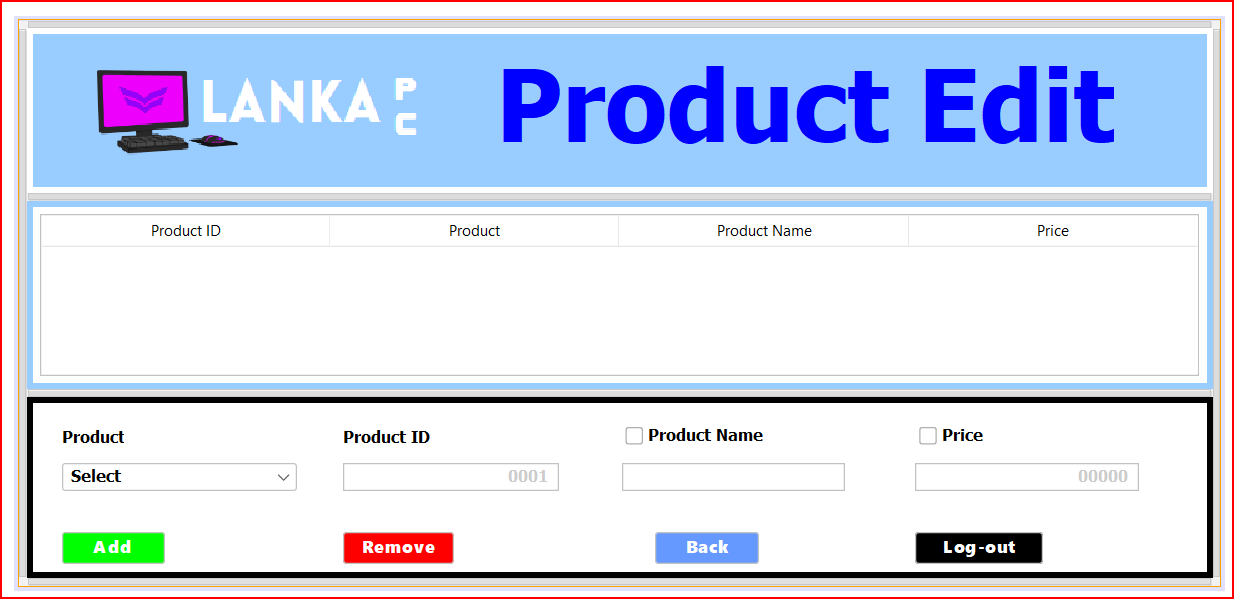 LANKA PC Product Edit
Product ID Product Product Name Price
Product Product ID Product Name Price
Select 0001 00000
Add Remove Back Log-out